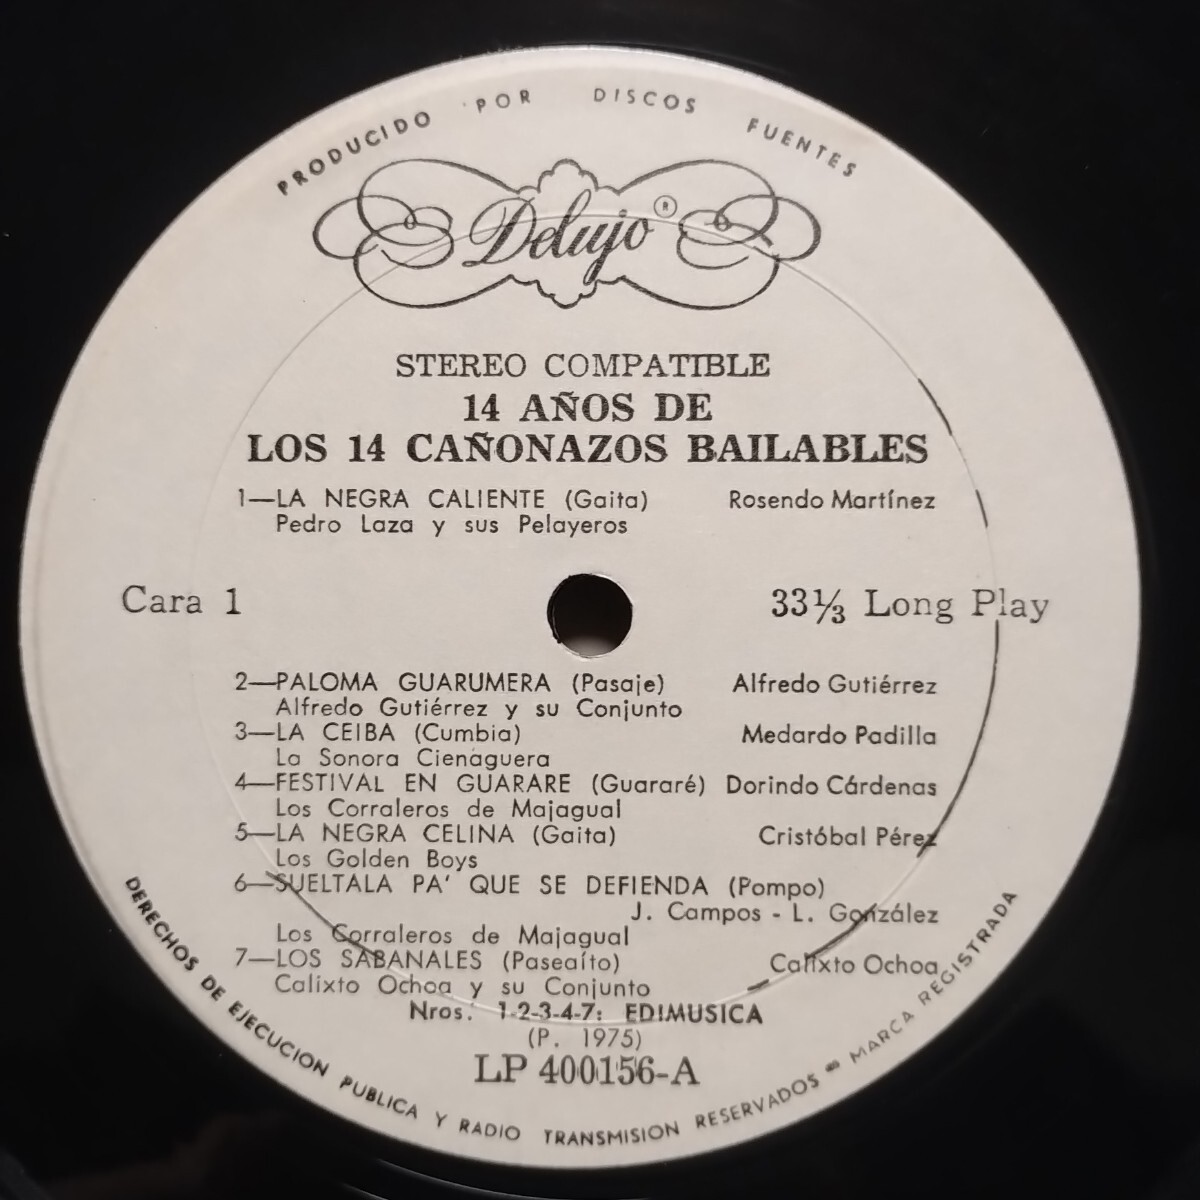 PRODUCIDO POR DISCOS FUENTES
Delujo ®
STEREO COMPATIBLE
14 AÑOS DE
LOS 14 CAÑONAZOS BAILABLES
1—LA NEGRA CALIENTE (Gaita) Rosendo Martínez
Pedro Laza y sus Pelayeros
Cara 1 33⅓ Long Play
2—PALOMA GUARUMERA (Pasaje) Alfredo Gutiérrez
Alfredo Gutiérrez y su Conjunto
3—LA CEIBA (Cumbia) Medardo Padilla
La Sonora Cienaguera
4—FESTIVAL EN GUARARE (Guararé) Dorindo Cárdenas
Los Corraleros de Majagual
5—LA NEGRA CELINA (Gaita) Cristóbal Pérez
Los Golden Boys
6—SUELTALA PA' QUE SE DEFIENDA (Pompo)
J. Campos - L. González
Los Corraleros de Majagual
7—LOS SABANALES (Paseaíto) Calixto Ochoa
Calixto Ochoa y su Conjunto
Nros. 1-2-3-4-7: EDIMUSICA
(P. 1975)
LP 400156-A
DERECHOS DE EJECUCION PUBLICA Y RADIO TRANSMISION RESERVADOS - MARCA REGISTRADA